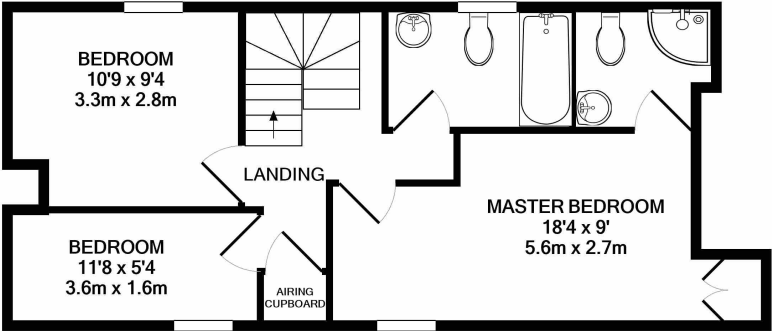 BEDROOM
10'9 x 9'4
3.3m x 2.8m
LANDING
MASTER BEDROOM
18'4 x 9'
5.6m x 2.7m
BEDROOM
11'8 x 5'4
3.6m x 1.6m
AIRING
CUPBOARD